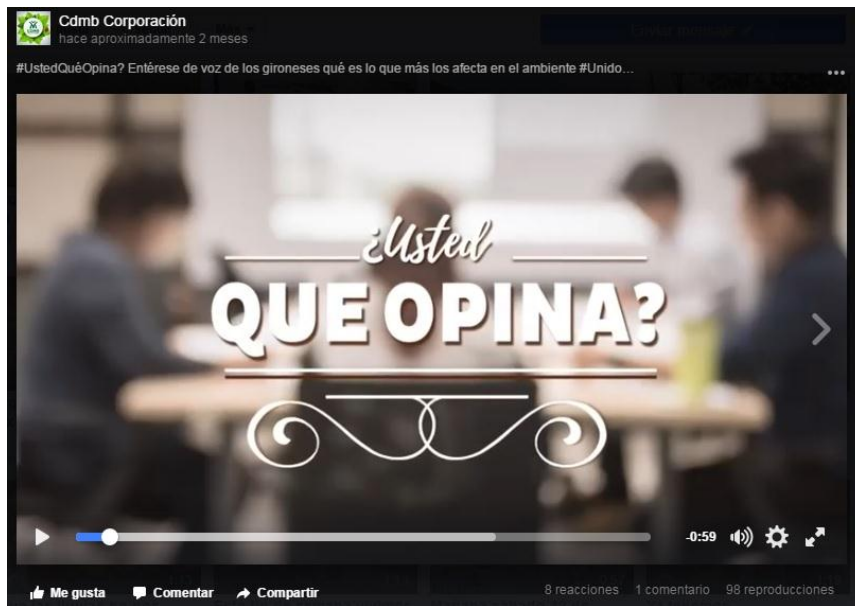 Cdmb Corporación
hace aproximadamente 2 meses
#UstedQuéOpina? Entérese de voz de los gironeses qué es lo que más los afecta en el ambiente #Unido...
¿Usted
QUE OPINA?
-0:59
Me gusta Comentar Compartir
8 reacciones 1 comentario 98 reproducciones